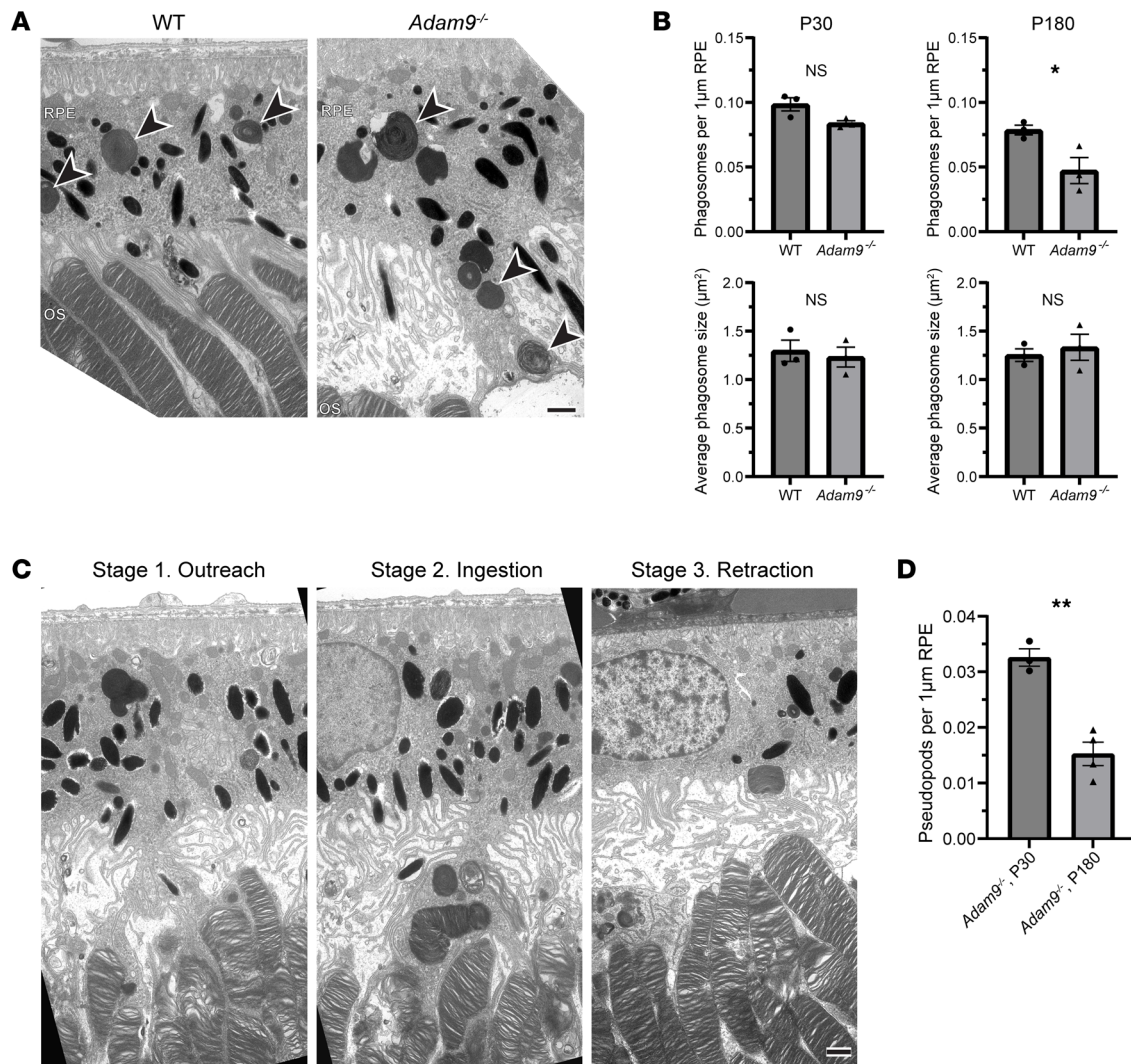 A
WT
Adam9-/-
RPE
OS
RPE
OS
B
P30
P180
Phagosomes per 1µm RPE
0.15
0.10
0.05
0.00
NS
WT
Adam9-/-
Phagosomes per 1µm RPE
0.15
0.10
0.05
0.00
*
WT
Adam9-/-
Average phagosome size (µm²)
2.0
1.5
1.0
1.5
0.0
NS
WT
Adam9-/-
Average phagosome size (µm²)
2.0
1.5
1.0
1.5
0.0
NS
WT
Adam9-/-
C
Stage 1. Outreach
Stage 2. Ingestion
Stage 3. Retraction
D
Pseudopods per 1µm RPE
0.04
0.03
0.02
0.01
0.00
**
Adam9-/-, P30
Adam9-/-, P180